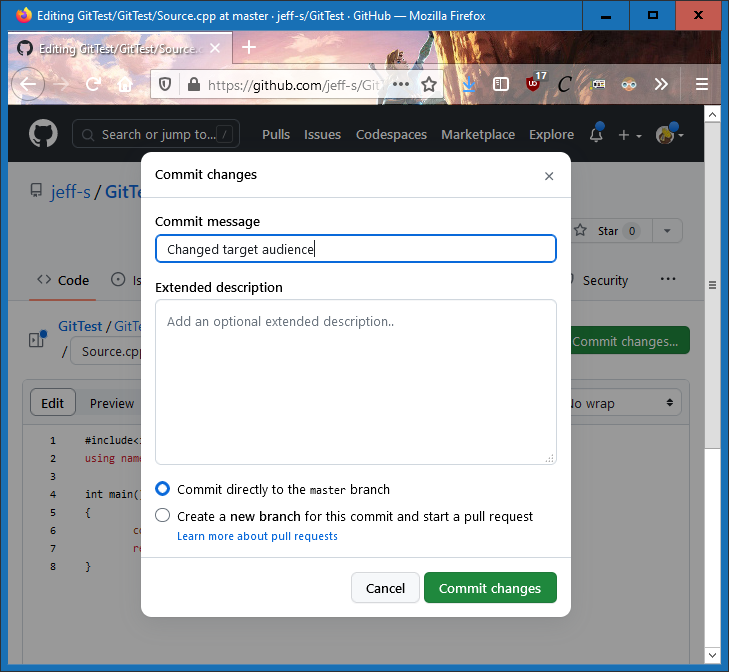 Editing GitTest/GitTest/Source.cpp at master · jeff-s/GitTest · GitHub — Mozilla Firefox
Editing GitTest/GitTest/Source.c
https://github.com/jeff-s/Git
17
Search or jump to... /
Pulls Issues Codespaces Marketplace Explore
jeff-s / GitTe
Commit changes
Commit message
Changed target audience
Star 0
Extended description
Add an optional extended description..
Code Is Security
GitTest / GitTe
/ Source.cpp
Commit changes...
Edit Preview No wrap
1 #include<i
2 using nam
3
4 int main()
5 {
6 co
7 re
8 }
Commit directly to the master branch
Create a new branch for this commit and start a pull request
Learn more about pull requests
Cancel Commit changes